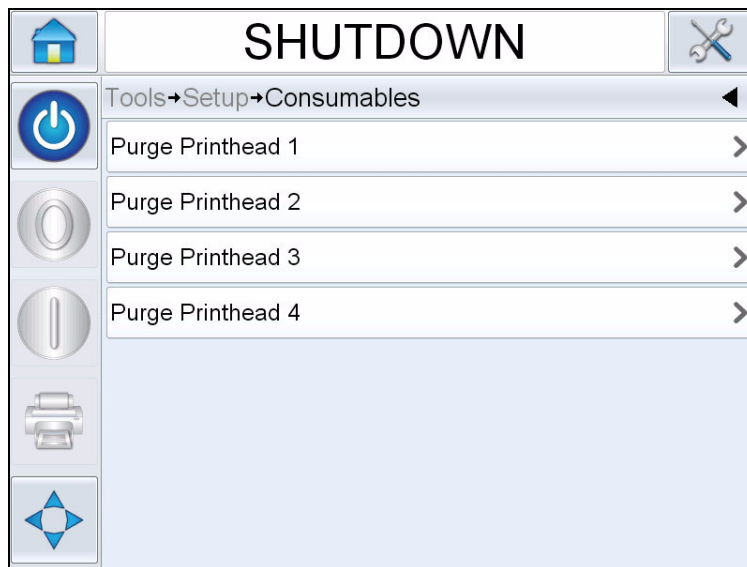 SHUTDOWN
Tools→Setup→Consumables
Purge Printhead 1
Purge Printhead 2
Purge Printhead 3
Purge Printhead 4